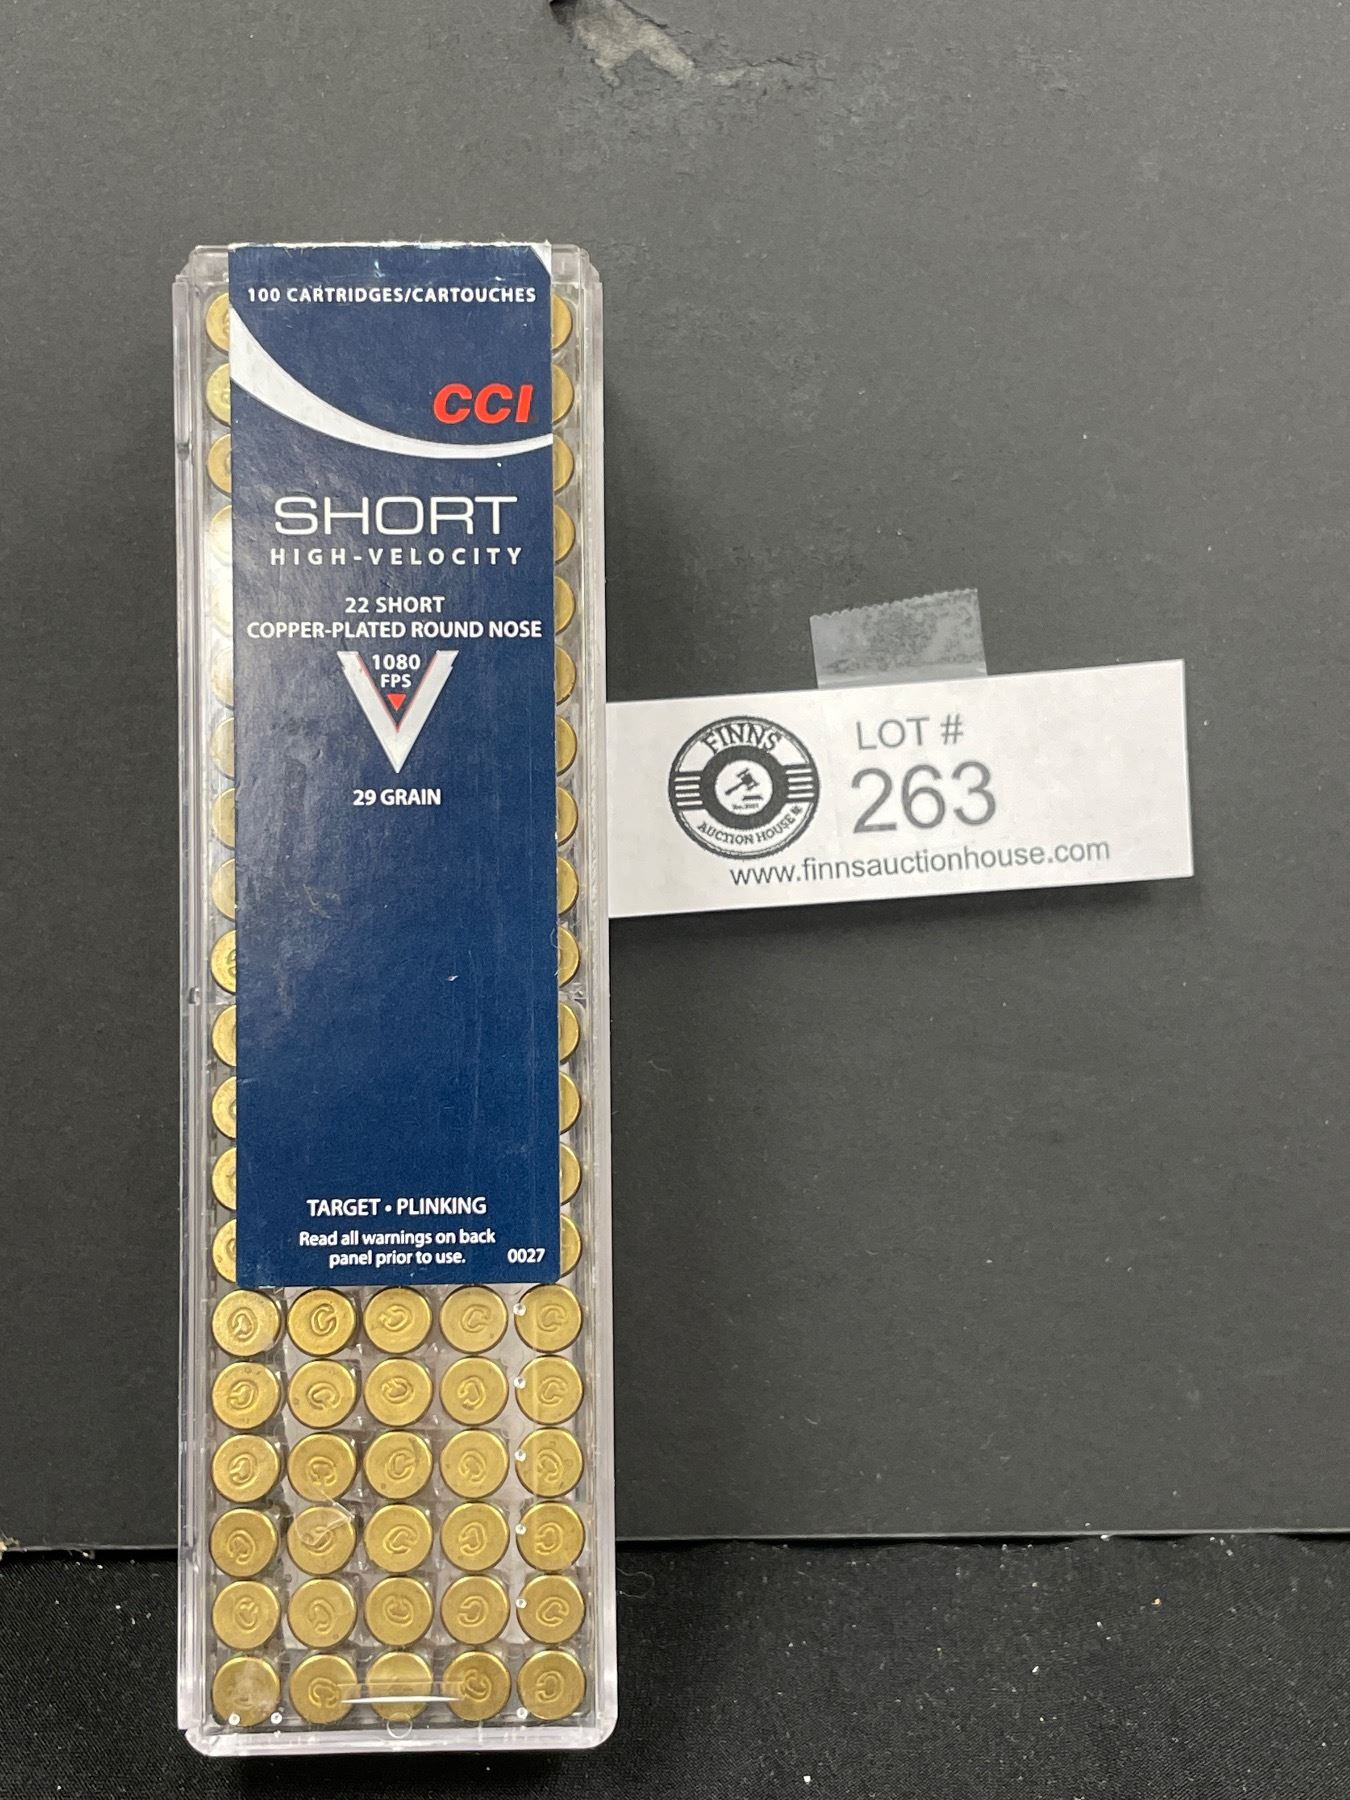 100 CARTRIDGES/CARTOUCHES
CCI
SHORT
HIGH-VELOCITY
22 SHORT
COPPER-PLATED ROUND NOSE
1080
FPS
29 GRAIN
TARGET • PLINKING
Read all warnings on back
panel prior to use.
0027
FINNS
AUCTION HOUSE
LOT #
263
www.finnsauctionhouse.com